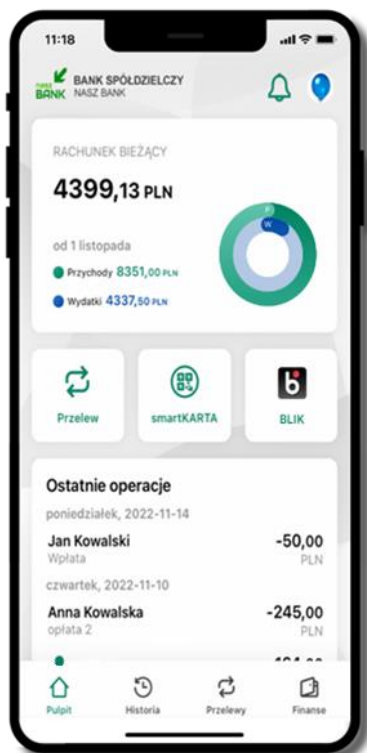 11:18
nasz BANK BANK SPÓŁDZIELCZY
NASZ BANK
RACHUNEK BIEŻĄCY
4399,13 PLN
od 1 listopada
Przychody 8351,00 PLN
Wydatki 4337,50 PLN
P
W
Przelew
smartKARTA
BLIK
Ostatnie operacje
poniedziałek, 2022-11-14
Jan Kowalski -50,00
Wpłata PLN
czwartek, 2022-11-10
Anna Kowalska -245,00
opłata 2 PLN
Pulpit Historia Przelewy Finanse